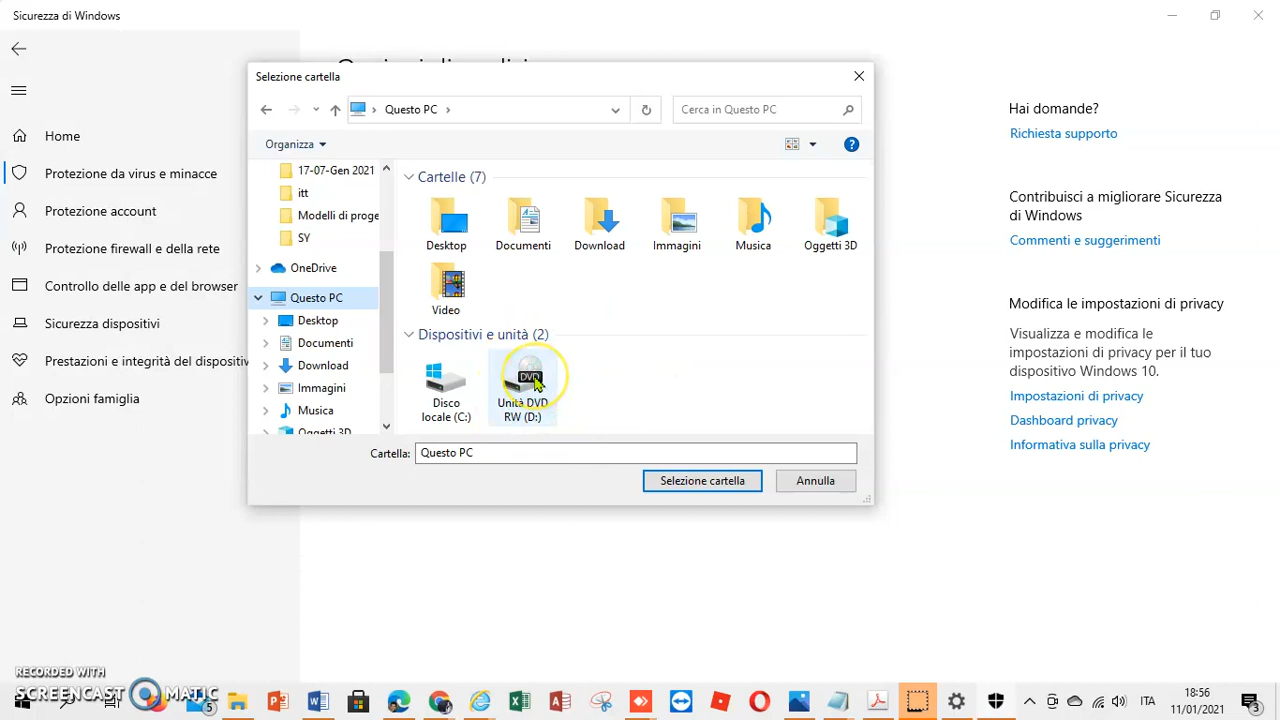 Sicurezza di Windows
Home
Protezione da virus e minacce
Protezione account
Protezione firewall e della rete
Controllo delle app e del browser
Sicurezza dispositivi
Prestazioni e integrità del dispositiv
Opzioni famiglia
Selezione cartella
Questo PC
Cerca in Questo PC
Organizza
17-07-Gen 2021
itt
Modelli di proge
SY
OneDrive
Questo PC
Desktop
Documenti
Download
Immagini
Musica
Oggetti 3D
Cartelle (7)
Desktop
Documenti
Download
Immagini
Musica
Oggetti 3D
Video
Dispositivi e unità (2)
Disco
locale (C:)
DVD
Unità DVD
RW (D:)
Cartella: Questo PC
Selezione cartella
Annulla
Hai domande?
Richiesta supporto
Contribuisci a migliorare Sicurezza
di Windows
Commenti e suggerimenti
Modifica le impostazioni di privacy
Visualizza e modifica le
impostazioni di privacy per il tuo
dispositivo Windows 10.
Impostazioni di privacy
Dashboard privacy
Informativa sulla privacy
RECORDED WITH
SCREENCAST MATIC
5
ITA
18:56
11/01/2021
3